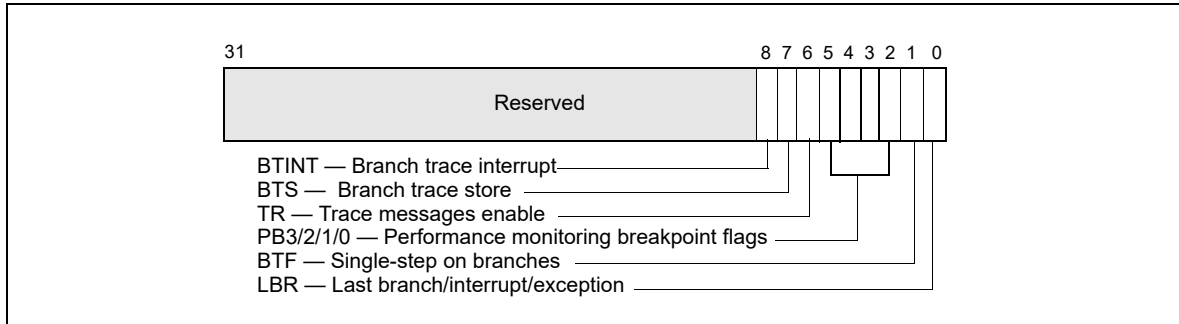 31 8 7 6 5 4 3 2 1 0
Reserved
BTINT — Branch trace interrupt
BTS — Branch trace store
TR — Trace messages enable
PB3/2/1/0 — Performance monitoring breakpoint flags
BTF — Single-step on branches
LBR — Last branch/interrupt/exception